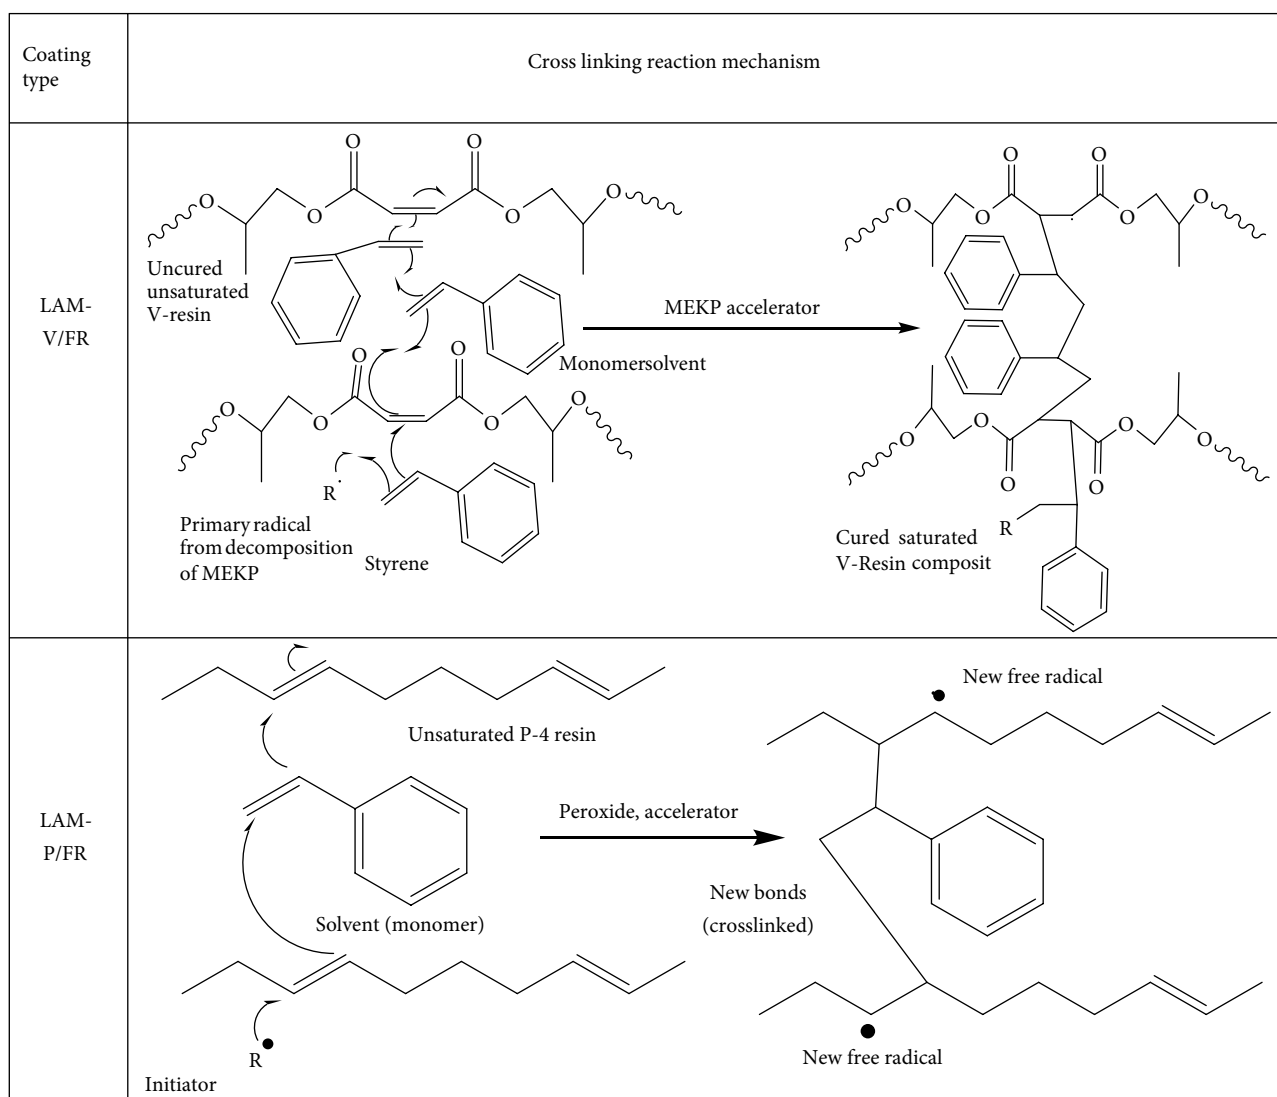 Coating
type
Cross linking reaction mechanism
LAM-
V/FR
O
O
O
O
O
O
Uncured
unsaturated
V-resin
Monomersolvent
O
O
O
O
O
O
R
Primary radical
from decomposition
of MEKP
Styrene
MEKP accelerator
O
O
O
O
O
O
O
O
O
O
O
O
R
Cured saturated
V-Resin composit
LAM-
P/FR
Unsaturated P-4 resin
Solvent (monomer)
R
Initiator
Peroxide, accelerator
New free radical
New bonds
(crosslinked)
New free radical